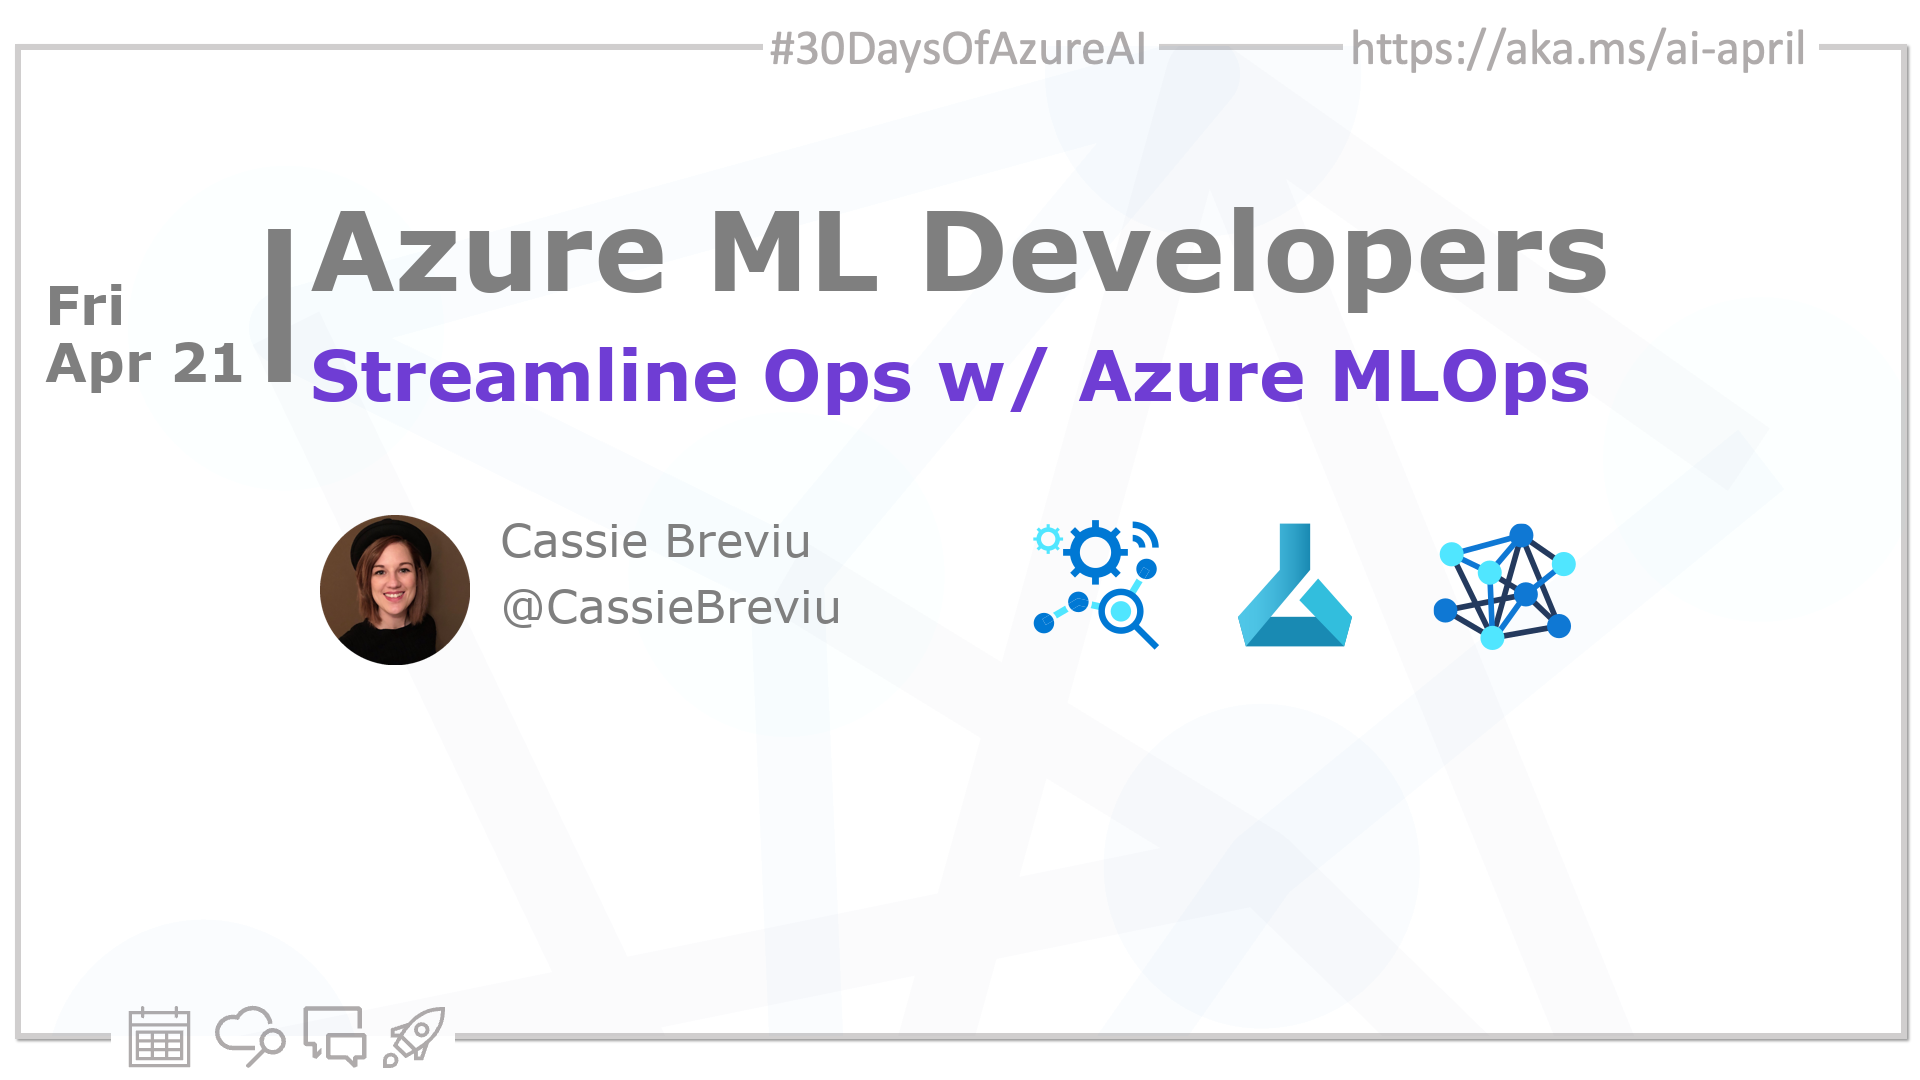 #30DaysOfAzureAI
https://aka.ms/ai-april
Azure ML Developers
Fri
Apr 21
Streamline Ops w/ Azure MLOps
Cassie Breviu
@CassieBreviu